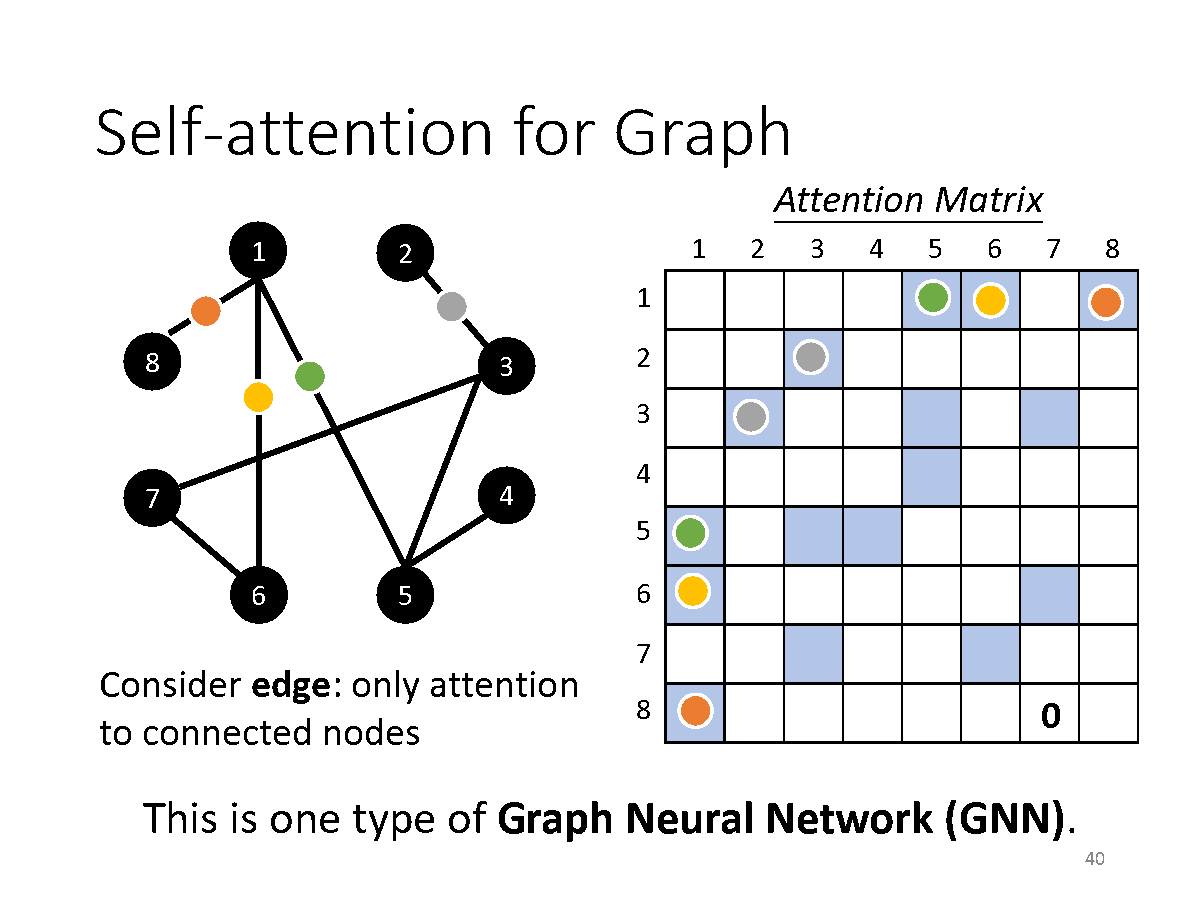 Self-attention for Graph
Attention Matrix
1 2 3 4 5 6 7 8
1
2
3
4
5
6
7
8 0
1 2
8 3
7 4
6 5
Consider edge: only attention
to connected nodes
This is one type of Graph Neural Network (GNN).
40